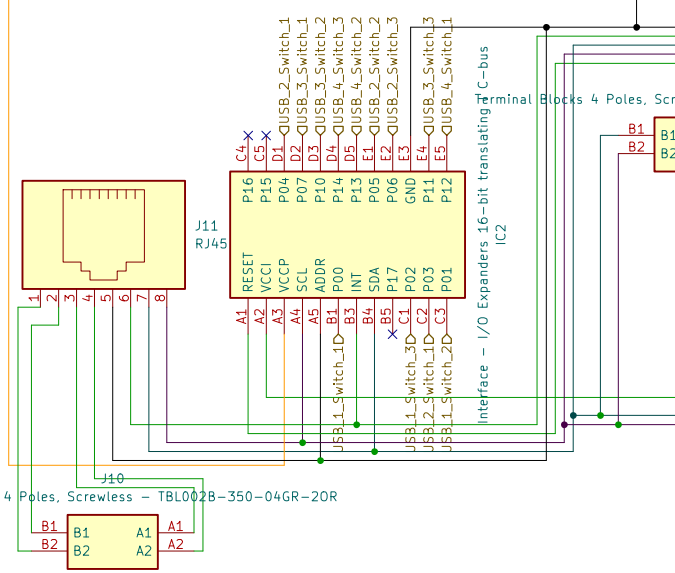 USB_2_Switch_1
USB_3_Switch_1
USB_3_Switch_2
USB_4_Switch_3
USB_4_Switch_2
USB_2_Switch_2
USB_2_Switch_3
USB_3_Switch_3
USB_4_Switch_1
C4 C5 D1 D2 D3 D4 D5 E1 E2 E3 E4 E5
P16 P15 P04 P07 P10 P14 P13 P05 P06 GND P11 P12
RESET VCCI VCCP SCL ADDR P00 INT SDA P17 P02 P03 P01
A1 A2 A3 A4 A5 B1 B3 B4 B5 C1 C2 C3
USB_1_Switch_1
USB_1_Switch_3
USB_2_Switch_1
USB_1_Switch_2
IC2
Interface - I/O Expanders 16-bit translating I C-bus
Terminal Blocks 4 Poles, Scr
B1 B1
B2 B2
J11
RJ45
1 2 3 4 5 6 7 8
J10
4 Poles, Screwless - TBL002B-350-04GR-2OR
B1 B1 A1 A1
B2 B2 A2 A2